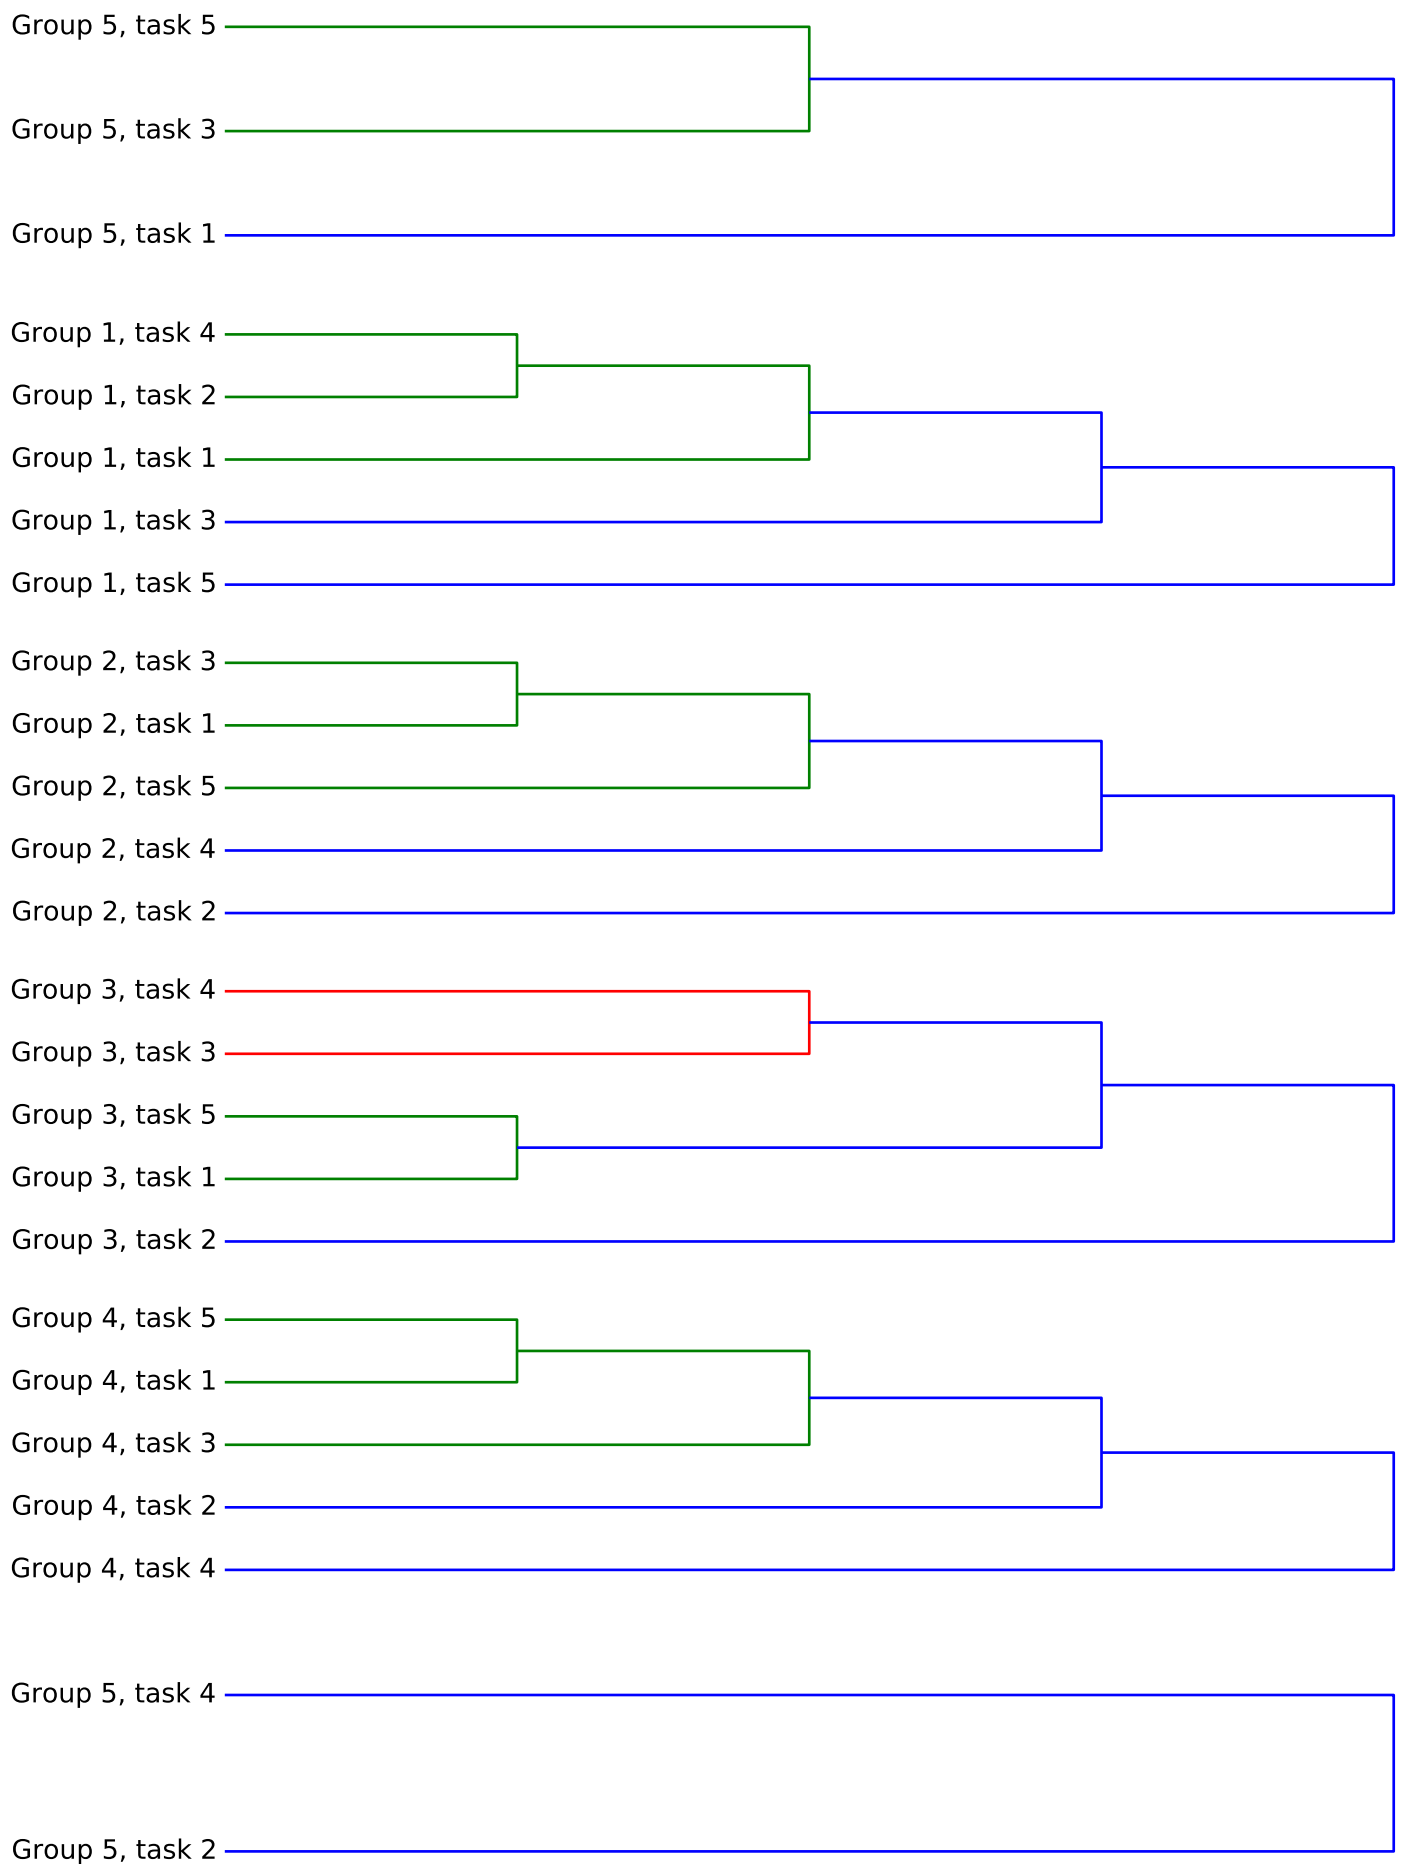 Group 5, task 5
Group 5, task 3
Group 5, task 1
Group 1, task 4
Group 1, task 2
Group 1, task 1
Group 1, task 3
Group 1, task 5
Group 2, task 3
Group 2, task 1
Group 2, task 5
Group 2, task 4
Group 2, task 2
Group 3, task 4
Group 3, task 3
Group 3, task 5
Group 3, task 1
Group 3, task 2
Group 4, task 5
Group 4, task 1
Group 4, task 3
Group 4, task 2
Group 4, task 4
Group 5, task 4
Group 5, task 2